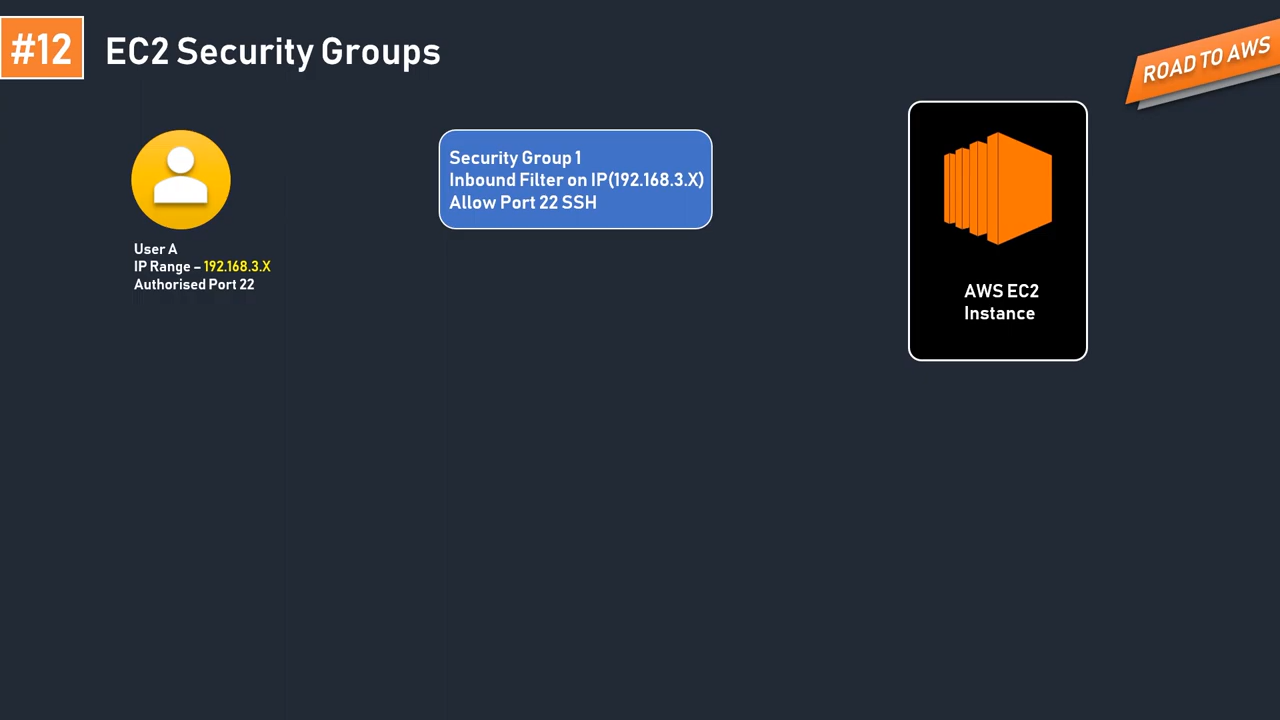 #12
EC2 Security Groups
ROAD TO AWS
User A
IP Range – 192.168.3.X
Authorised Port 22
Security Group 1
Inbound Filter on IP(192.168.3.X)
Allow Port 22 SSH
AWS EC2
Instance